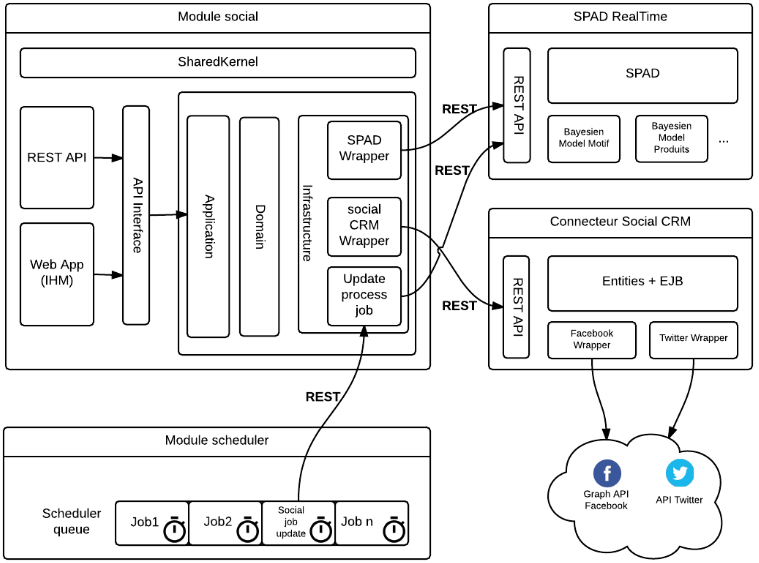 Module social
SharedKernel
REST API
Web App
(IHM)
API Interface
Application
Domain
Infrastructure
SPAD
Wrapper
social
CRM
Wrapper
Update
process
job
REST
REST
REST
REST
SPAD RealTime
REST API
SPAD
Bayesien
Model Motif
Bayesien
Model
Produits
...
Connecteur Social CRM
REST API
Entities + EJB
Facebook
Wrapper
Twitter Wrapper
Graph API
Facebook
API Twitter
Module scheduler
Scheduler
queue
Job1
Job2
Social
job
update
Job n